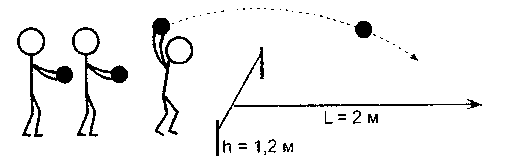 L = 2 м
h = 1,2 м